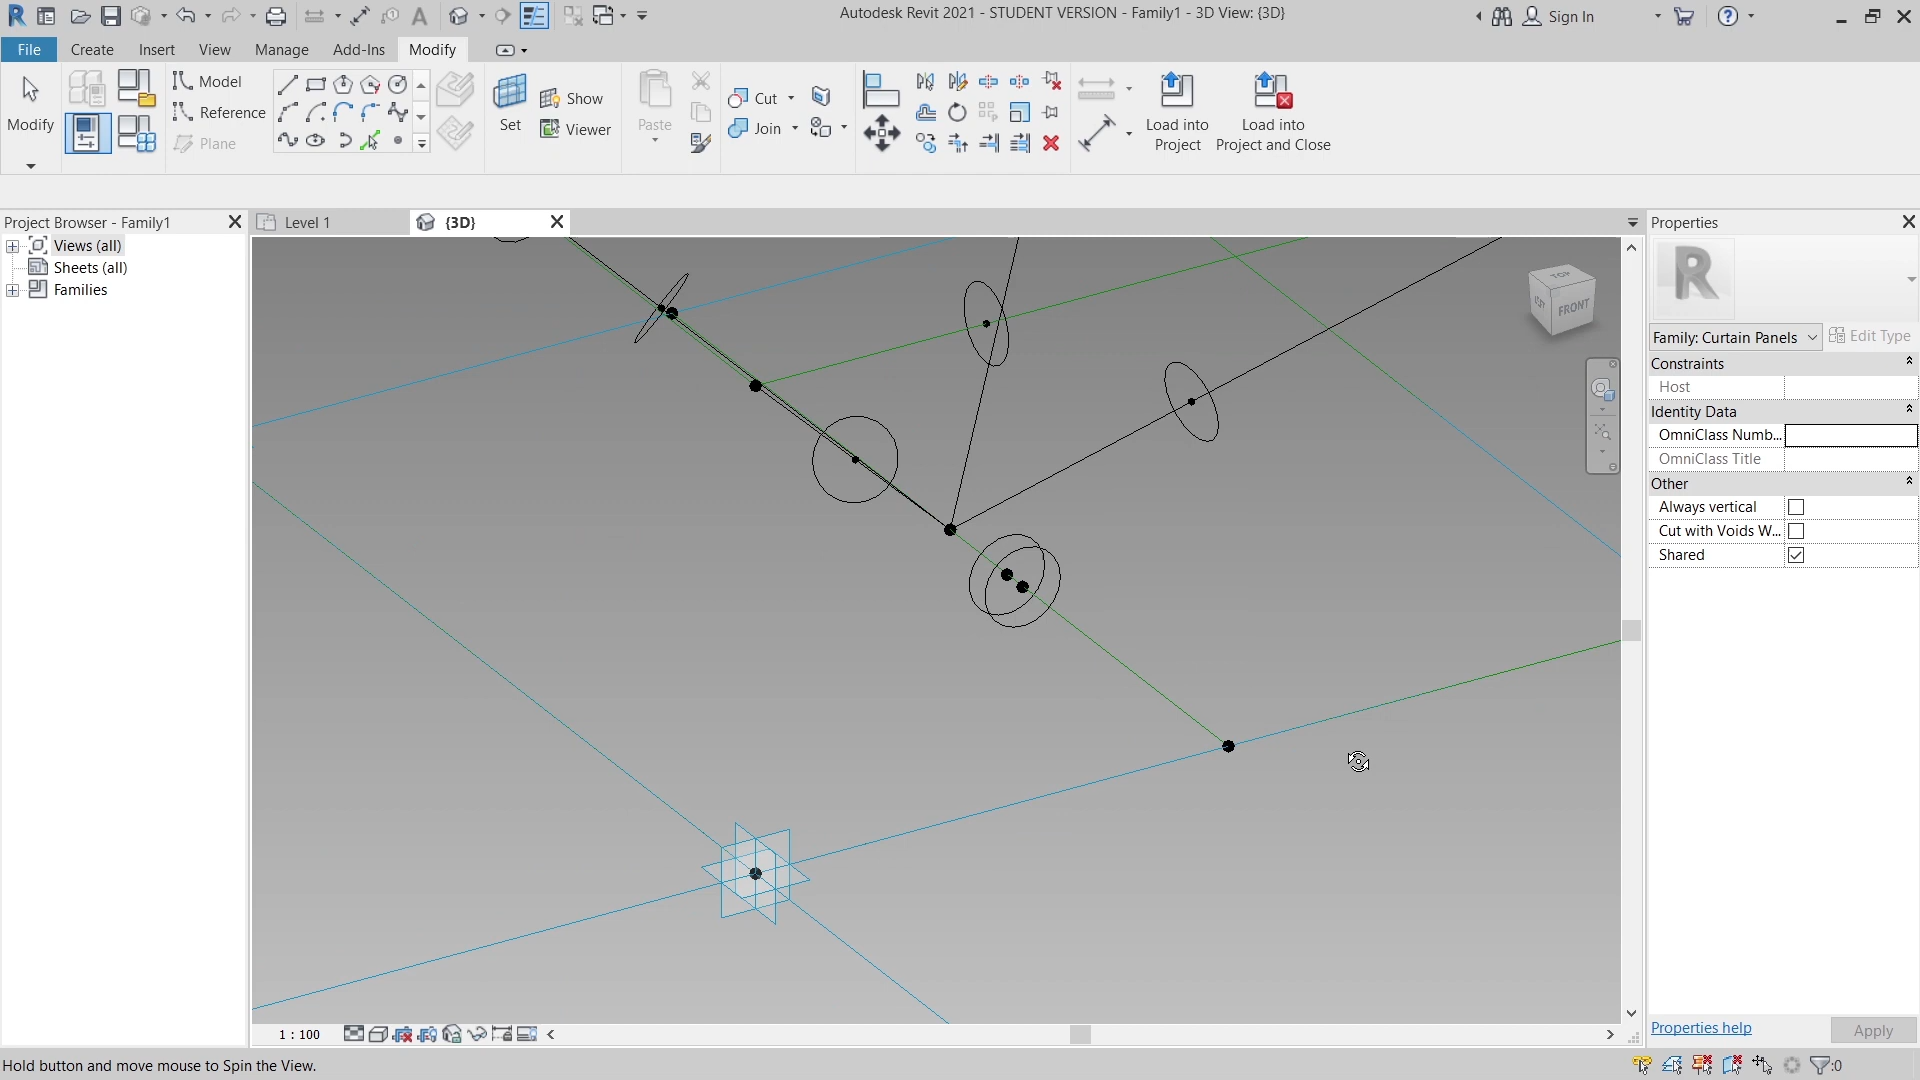 Autodesk Revit 2021 - STUDENT VERSION - Family1 - 3D View: {3D}
Sign In
File
Create
Insert
View
Manage
Add-Ins
Modify
Modify
Model
Reference
Plane
Set
Show
Viewer
Paste
Cut
Join
Load into
Project
Load into
Project and Close
Project Browser - Family1
Views (all)
Sheets (all)
Families
Level 1
{3D}
TOP
FRONT
Properties
Family: Curtain Panels
Edit Type
Constraints
Host
Identity Data
OmniClass Numb...
OmniClass Title
Other
Always vertical
Cut with Voids W...
Shared
Properties help
Apply
1 : 100
Hold button and move mouse to Spin the View.
:0